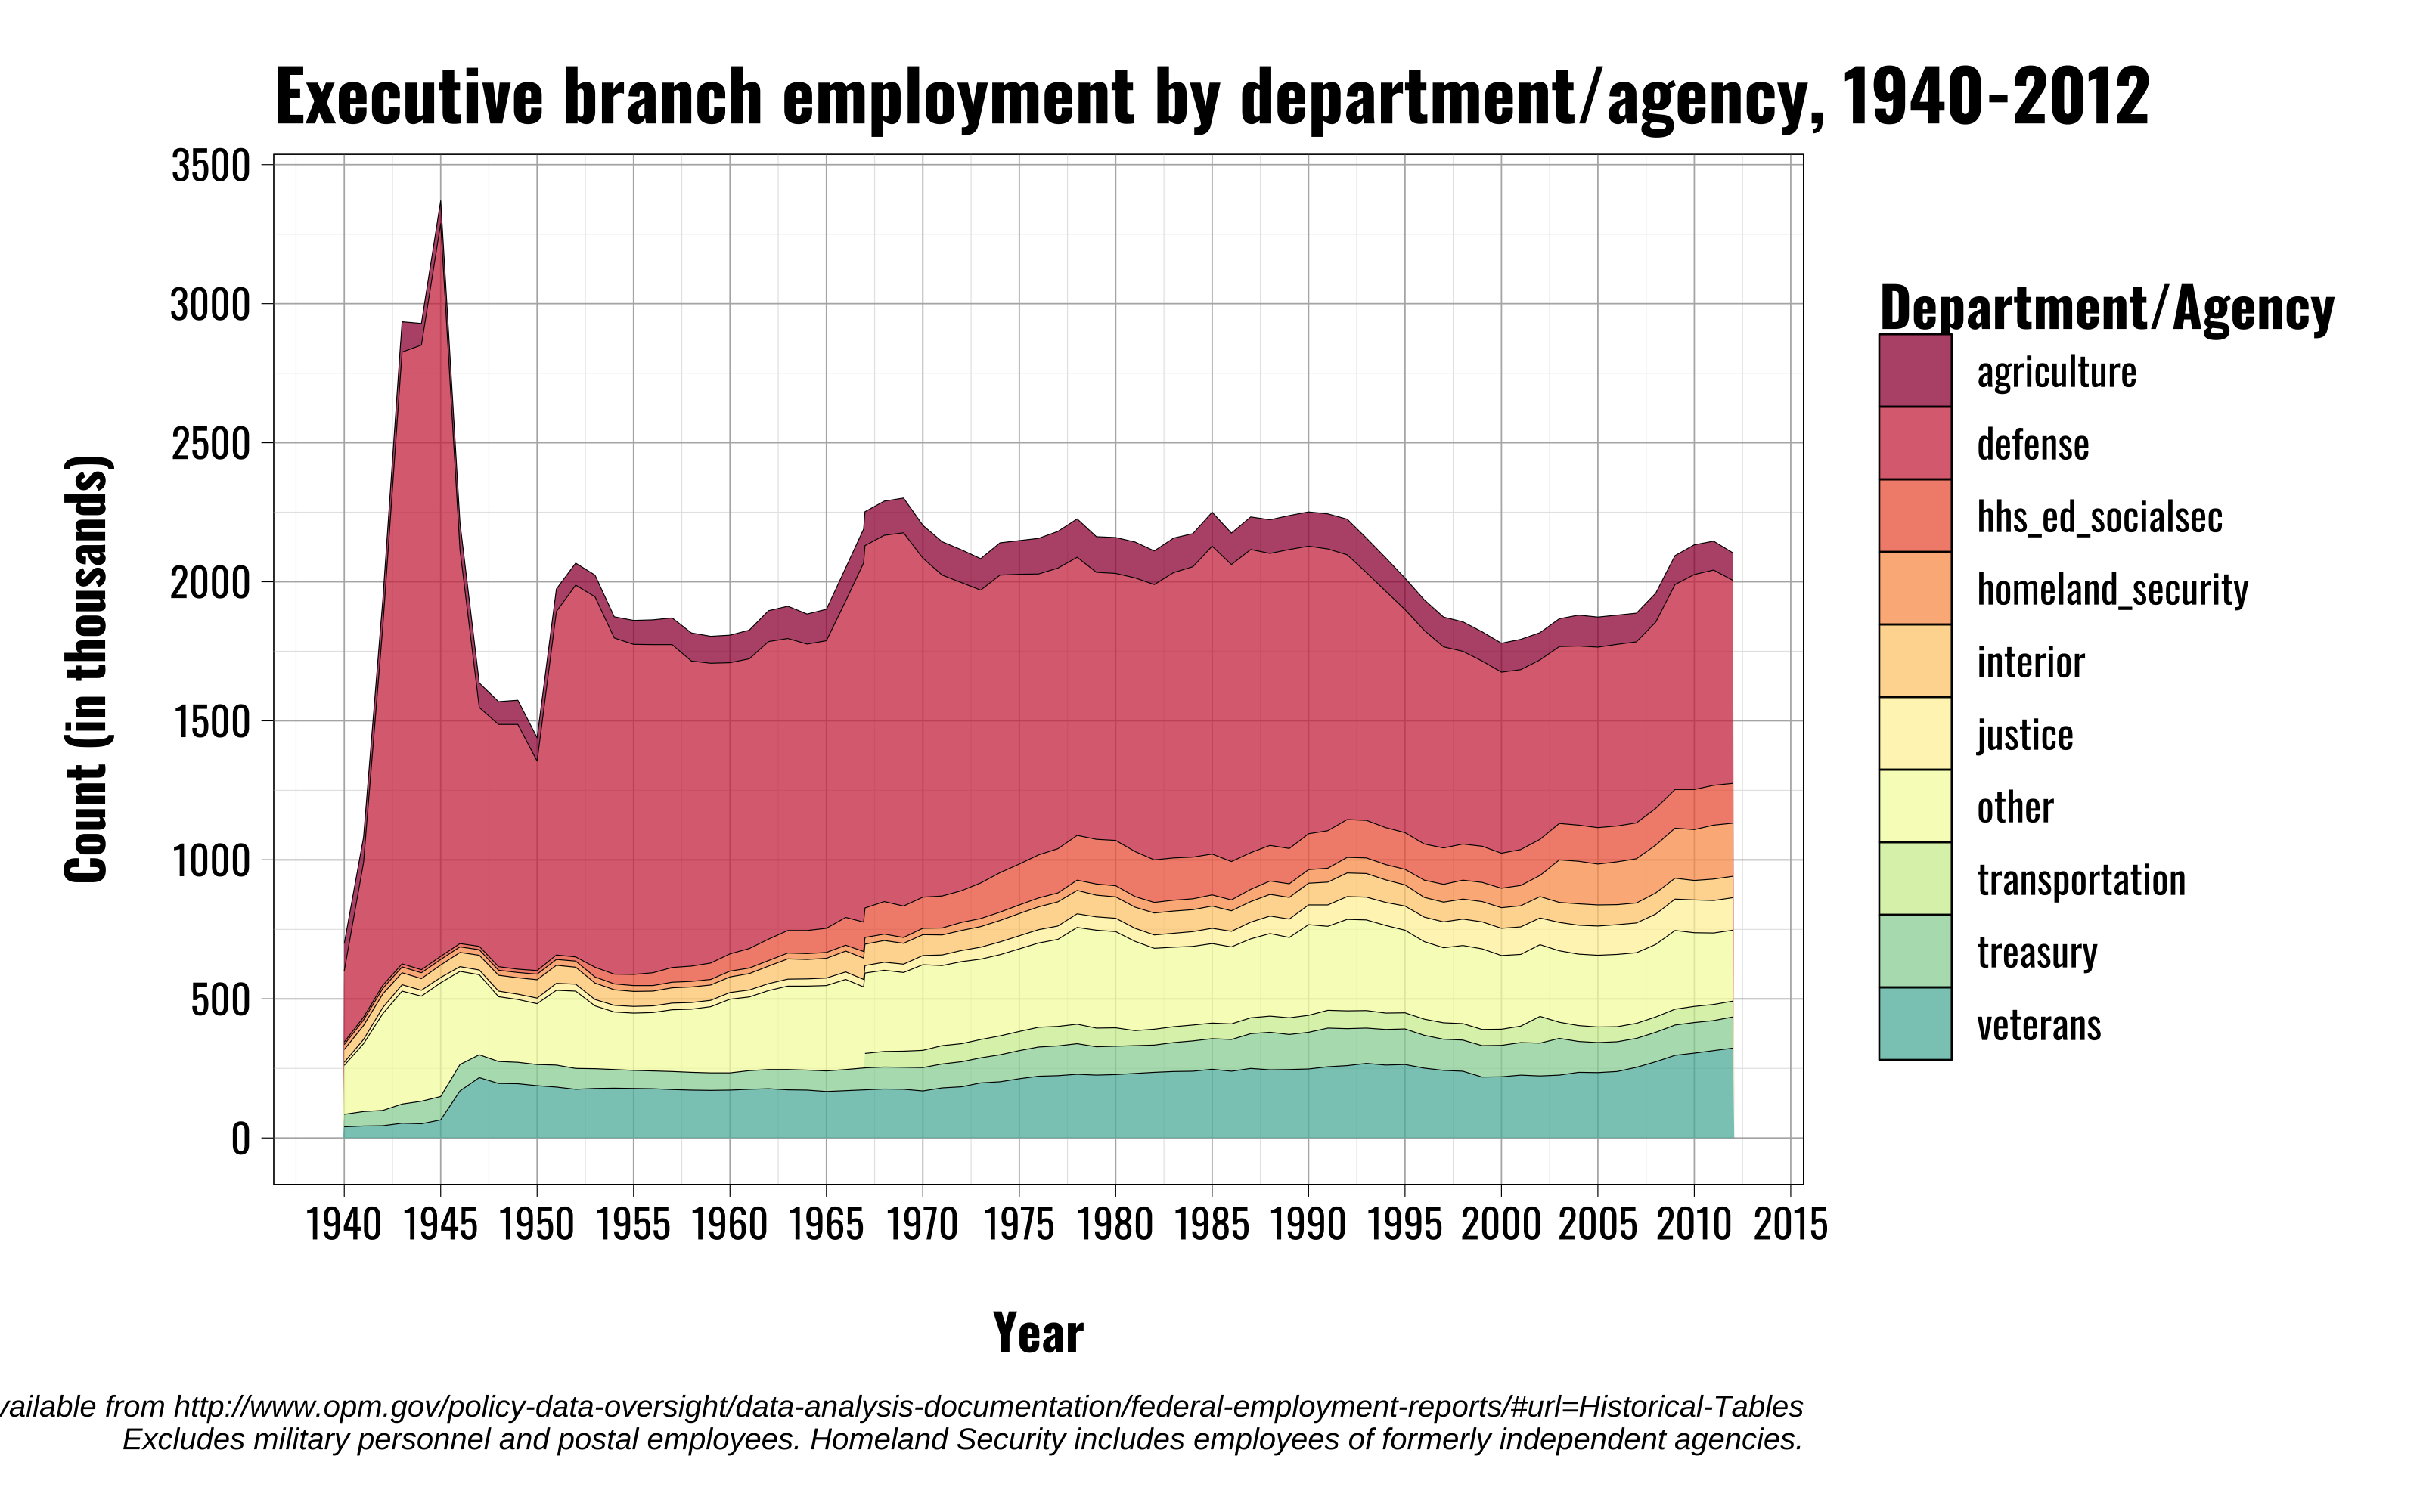 Executive branch employment by department/agency, 1940-2012
3500
3000
2500
2000
1500
1000
500
0
Count (in thousands)
1940 1945 1950 1955 1960 1965 1970 1975 1980 1985 1990 1995 2000 2005 2010 2015
Year
Department/Agency
agriculture
defense
hhs_ed_socialsec
homeland_security
interior
justice
other
transportation
treasury
veterans
from http://www.opm.gov/policy-data-oversight/data-analysis-documentation/federal-employment-reports/#url=Historical-Tables
Excludes military personnel and postal employees. Homeland Security includes employees of formerly independent agencies.